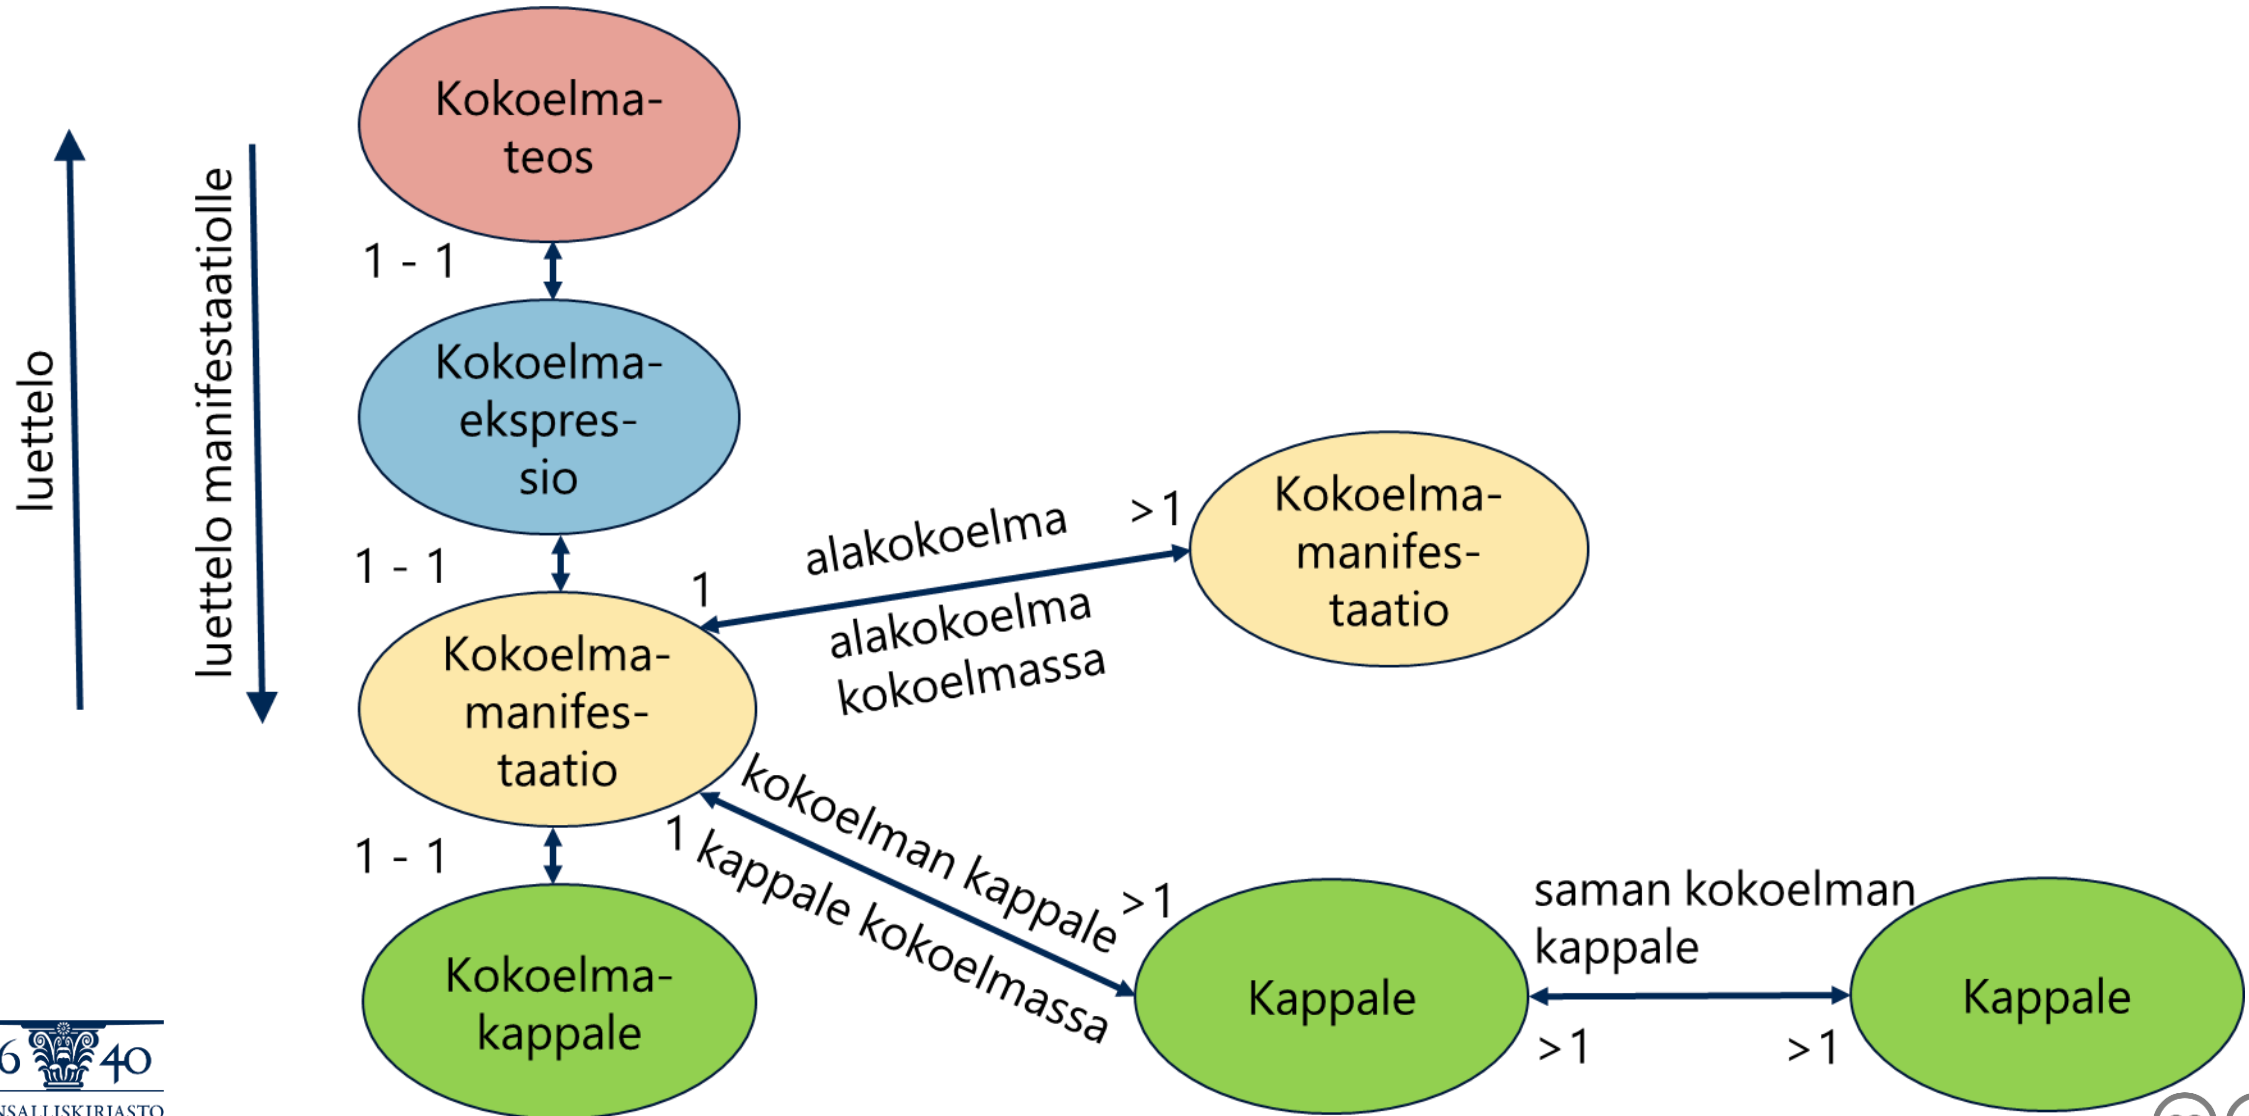 Kokoelma-
teos
1 - 1
luettelo
luettelo manifestaatiolle
Kokoelma-
ekspres-
sio
1 - 1
Kokoelma-
manifes-
taatio
1
alakokoelma
>1
alakokoelma
kokoelmassa
Kokoelma-
manifes-
taatio
1 - 1
kokoelman kappale
1
kappale kokoelmassa
>1
Kokoelma-
kappale
Kappale
saman kokoelman
kappale
>1
>1
Kappale
6 40